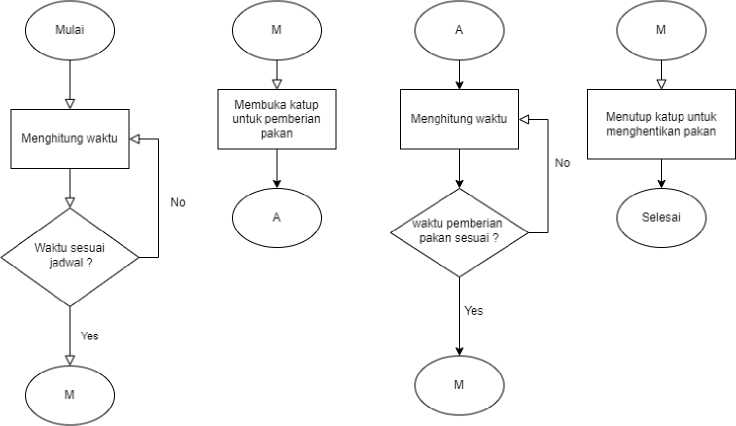 Mulai
Menghitung waktu
No
Waktu sesuai
jadwal ?
Yes
M
M
Membuka katup
untuk pemberian
pakan
A
A
Menghitung waktu
No
waktu pemberian
pakan sesuai ?
Yes
M
M
Menutup katup untuk
menghentikan pakan
Selesai